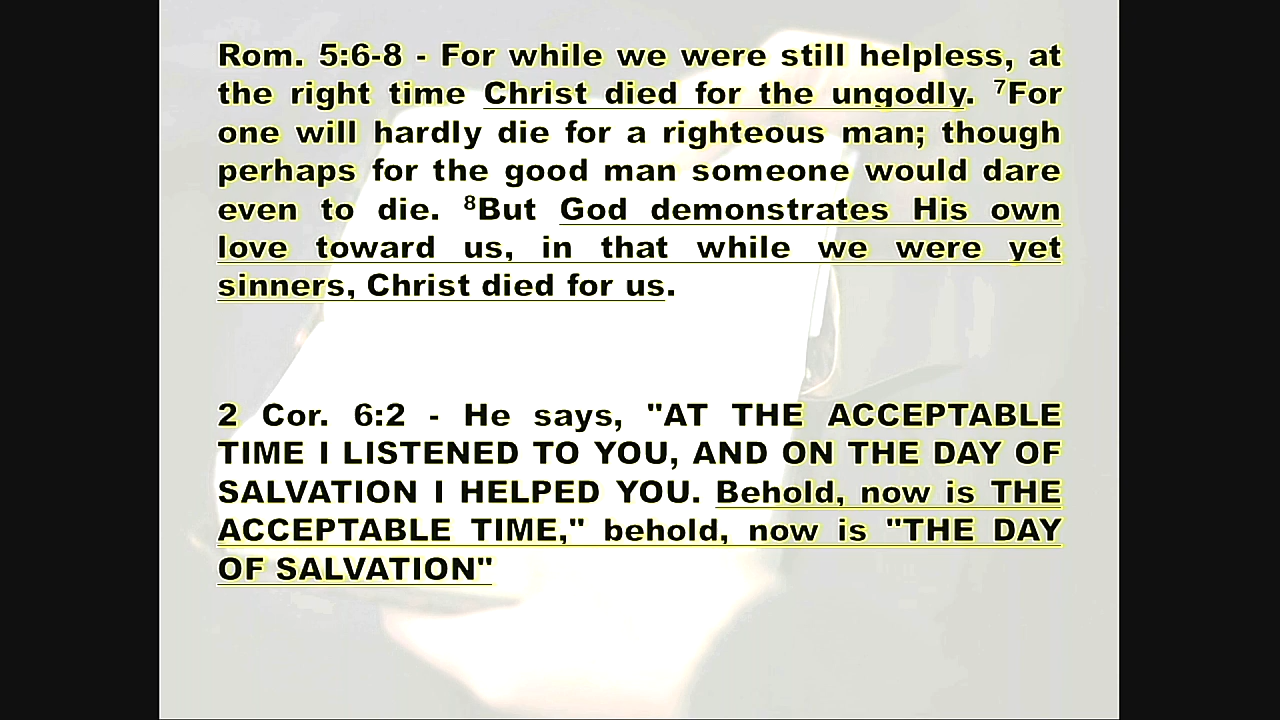 Rom. 5:6-8 - For while we were still helpless, at
the right time Christ died for the ungodly. ⁷For
one will hardly die for a righteous man; though
perhaps for the good man someone would dare
even to die. ⁸But God demonstrates His own
love toward us, in that while we were yet
sinners, Christ died for us.
2 Cor. 6:2 - He says, "AT THE ACCEPTABLE
TIME I LISTENED TO YOU, AND ON THE DAY OF
SALVATION I HELPED YOU. Behold, now is THE
ACCEPTABLE TIME," behold, now is "THE DAY
OF SALVATION"